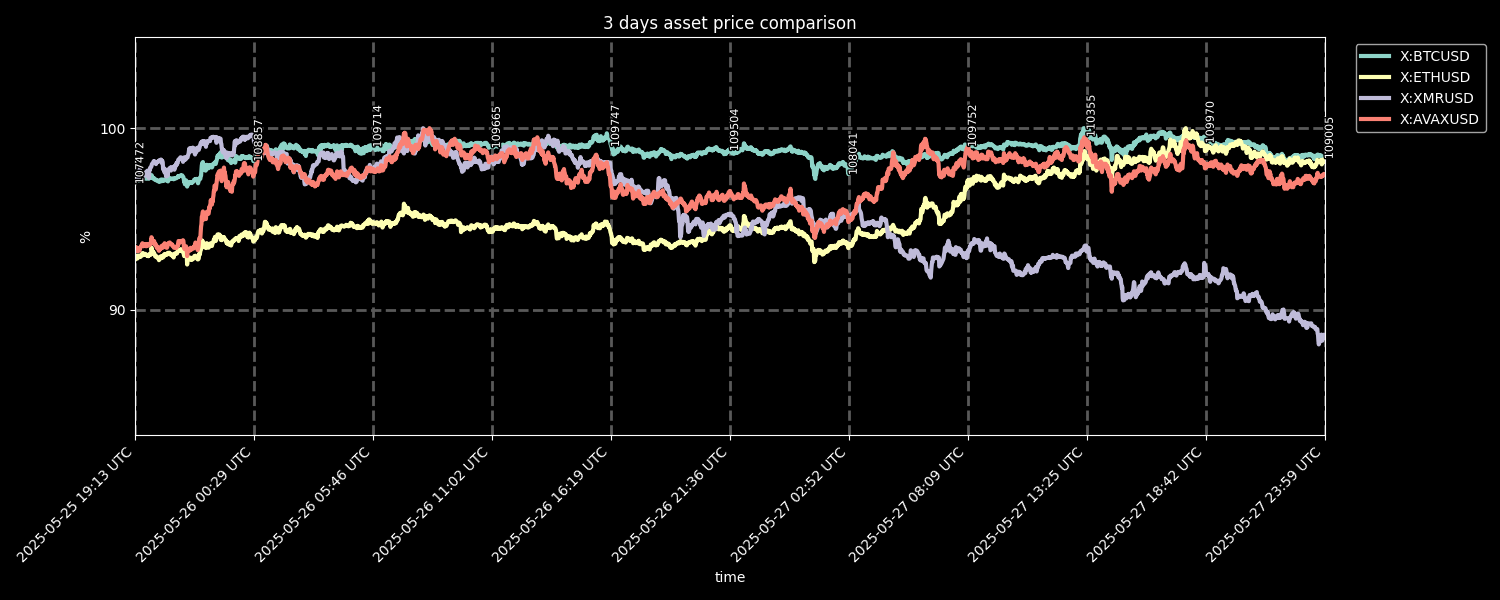 3 days asset price comparison
X:BTCUSD
X:ETHUSD
X:XMRUSD
X:AVAXUSD
100
90
%
107472
108857
109714
109665
109747
109504
108041
109752
110355
109970
109005
2025-05-25 19:13 UTC
2025-05-26 00:29 UTC
2025-05-26 05:46 UTC
2025-05-26 11:02 UTC
2025-05-26 16:19 UTC
2025-05-26 21:36 UTC
2025-05-27 02:52 UTC
2025-05-27 08:09 UTC
2025-05-27 13:25 UTC
2025-05-27 18:42 UTC
2025-05-27 23:59 UTC
time